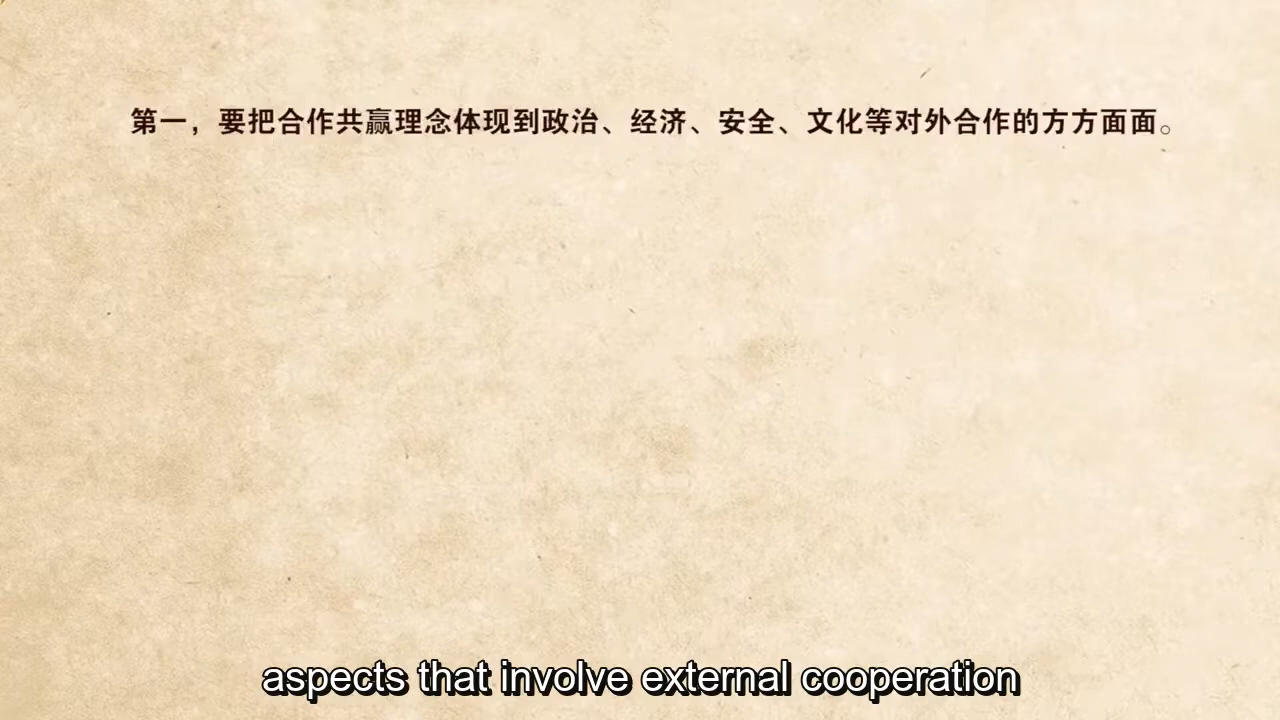 第一，要把合作共赢理念体现到政治、经济、安全、文化等对外合作的方方面面。
aspects that involve external cooperation